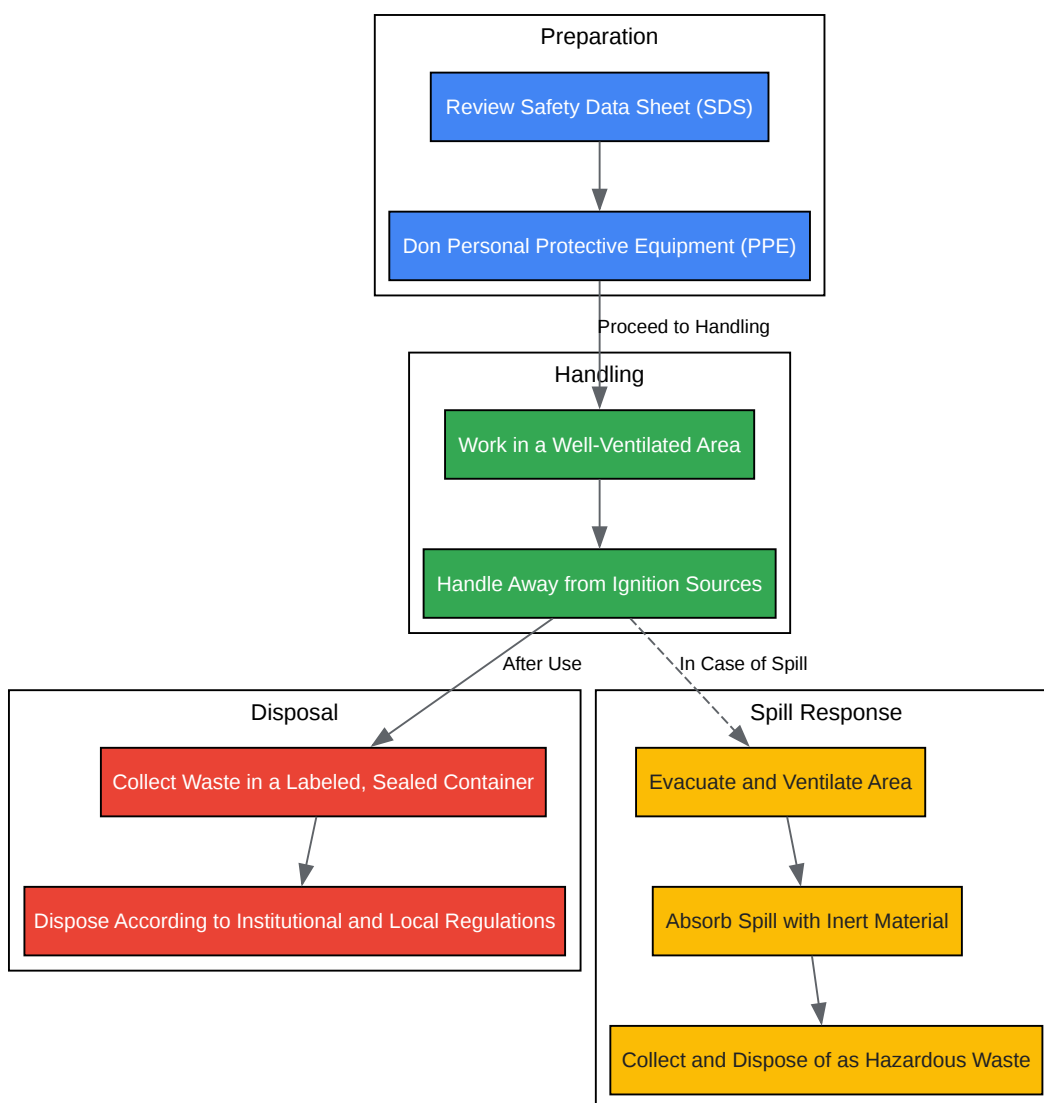 Preparation
Review Safety Data Sheet (SDS)
Don Personal Protective Equipment (PPE)
Proceed to Handling
Handling
Work in a Well-Ventilated Area
Handle Away from Ignition Sources
After Use
In Case of Spill
Disposal
Collect Waste in a Labeled, Sealed Container
Dispose According to Institutional and Local Regulations
Spill Response
Evacuate and Ventilate Area
Absorb Spill with Inert Material
Collect and Dispose of as Hazardous Waste